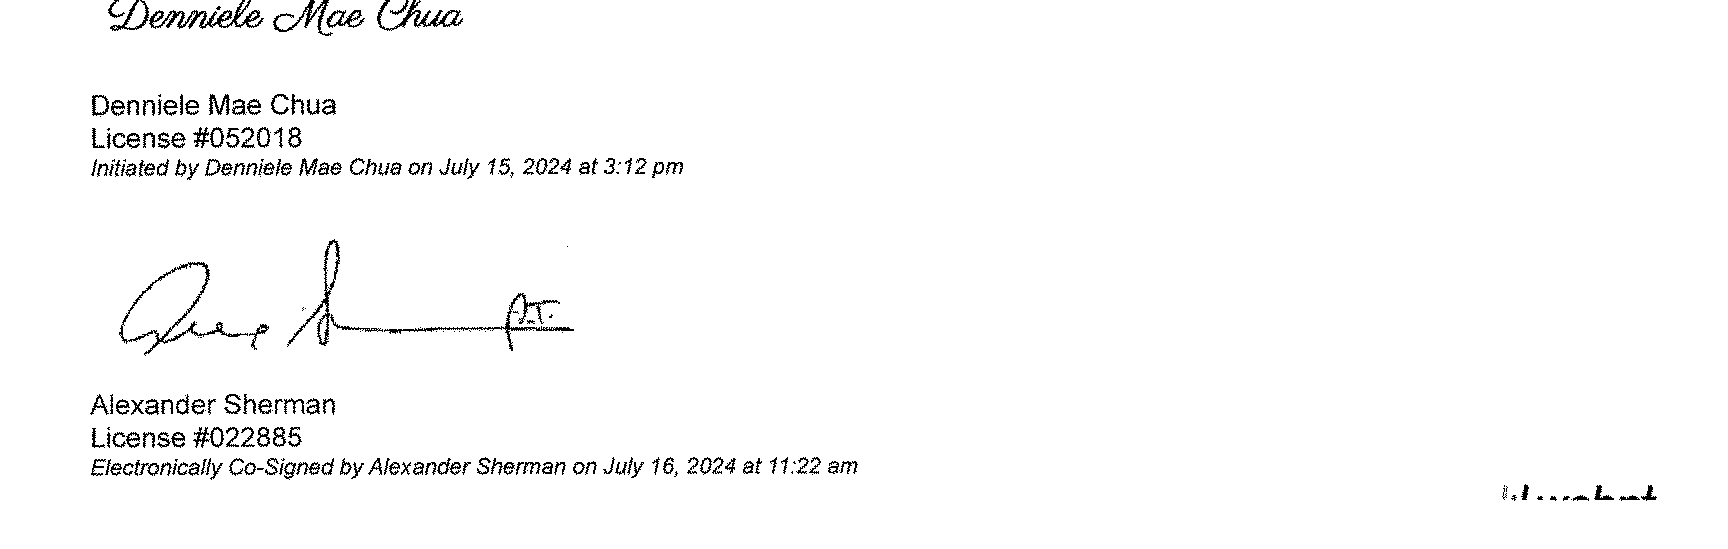 Denniele Mae Chua
Denniele Mae Chua
License #052018
Initiated by Denniele Mae Chua on July 15, 2024 at 3:12 pm
P.T.
Alexander Sherman
License #022885
Electronically Co-Signed by Alexander Sherman on July 16, 2024 at 11:22 am